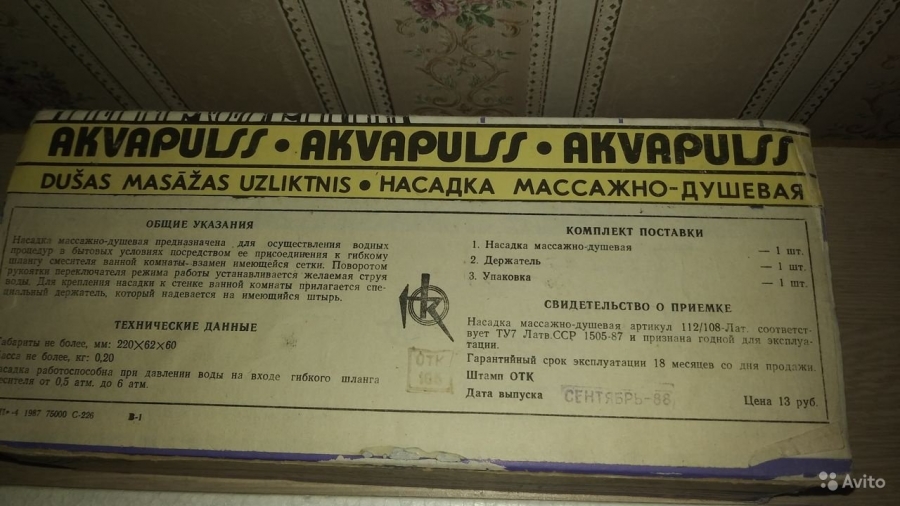 AKVAPULSS • AKVAPULSS • AKVAPULSS
DUŠAS MASĀŽAS UZLIKTNIS • НАСАДКА МАССАЖНО-ДУШЕВАЯ
ОБЩИЕ УКАЗАНИЯ
Насадка массажно-душевая предназначена для осуществления водных
процедур в бытовых условиях посредством ее присоединения к гибкому
шлангу смесителя ванной комнаты взамен имеющейся сетки. Поворотом
рукоятки переключателя режима работы устанавливается желаемая струя
воды. Для крепления насадки к стенке ванной комнаты прилагается спе-
циальный держатель, который надевается на имеющийся штырь.
ТЕХНИЧЕСКИЕ ДАННЫЕ
Габариты не более, мм: 220×62×60
Масса не более, кг: 0,20
Насадка работоспособна при давлении воды на входе гибкого шланга
смесителя от 0,5 атм. до 6 атм.
1987 75000 С-226
КОМПЛЕКТ ПОСТАВКИ
1. Насадка массажно-душевая — 1 шт.
2. Держатель — 1 шт.
3. Упаковка — 1 шт.
СВИДЕТЕЛЬСТВО О ПРИЕМКЕ
Насадка массажно-душевая артикул 112/108-Лат. соответст-
вует ТУ7 Латв.ССР 1505-87 и признана годной для эксплуа-
тации.
Гарантийный срок эксплуатации 18 месяцев со дня продажи.
Штамп ОТК
ОТК
Дата выпуска СЕНТЯБРЬ-88 Цена 13 руб.
Avito